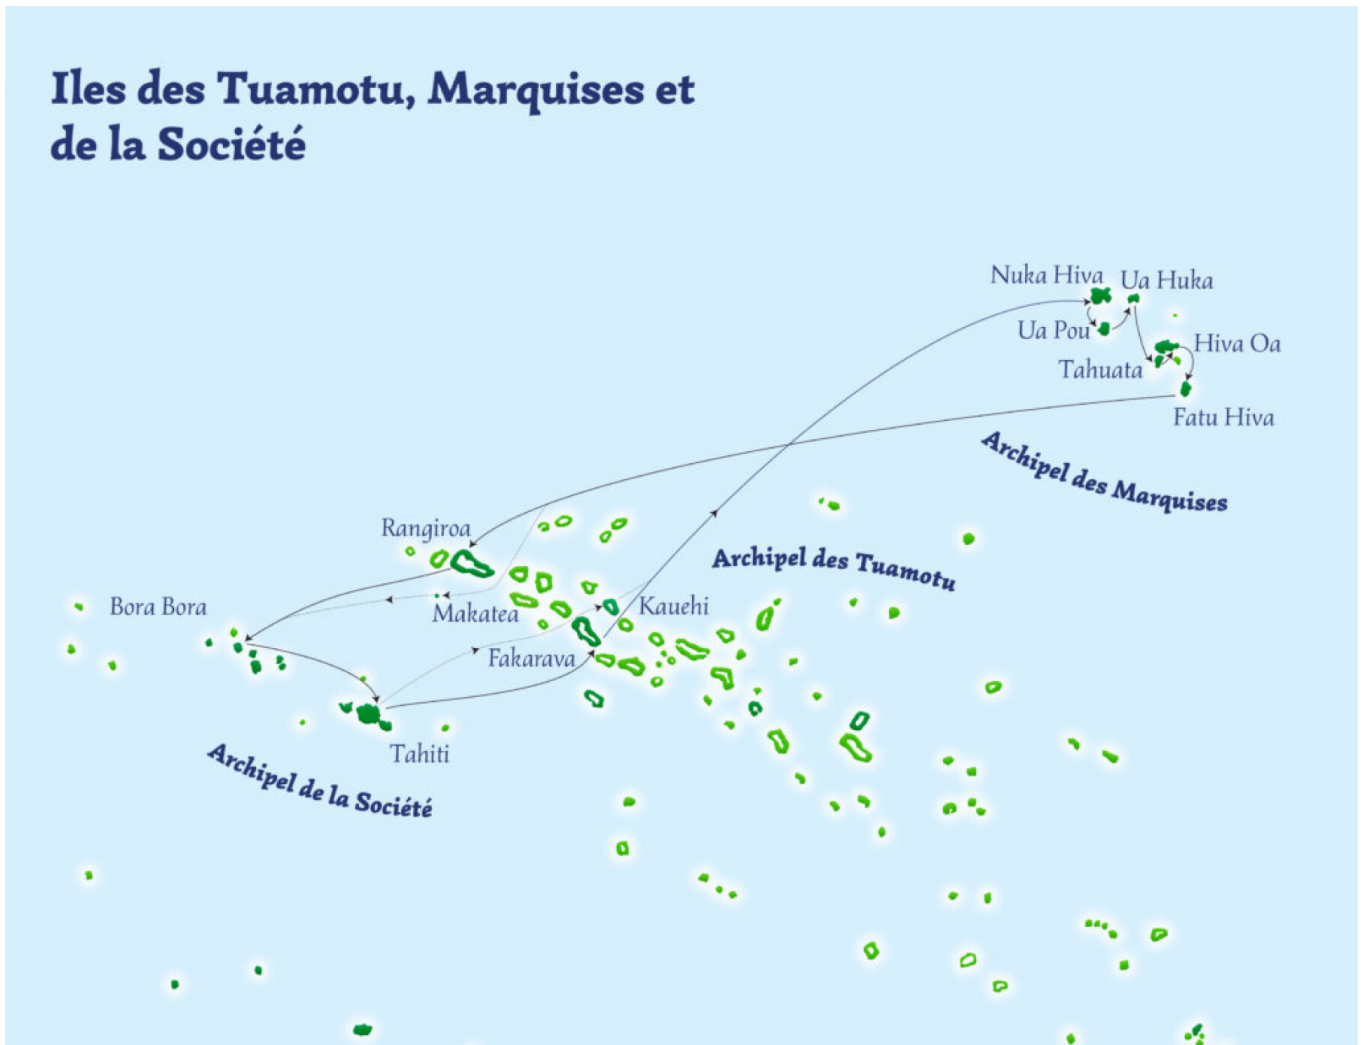 Iles des Tuamotu, Marquises et
de la Société
Nuka Hiva
Ua Huka
Ua Pou
Hiva Oa
Tahuata
Fatu Hiva
Archipel des Marquises
Rangiroa
Archipel des Tuamotu
Bora Bora
Makatea
Kauehi
Fakarava
Tahiti
Archipel de la Société